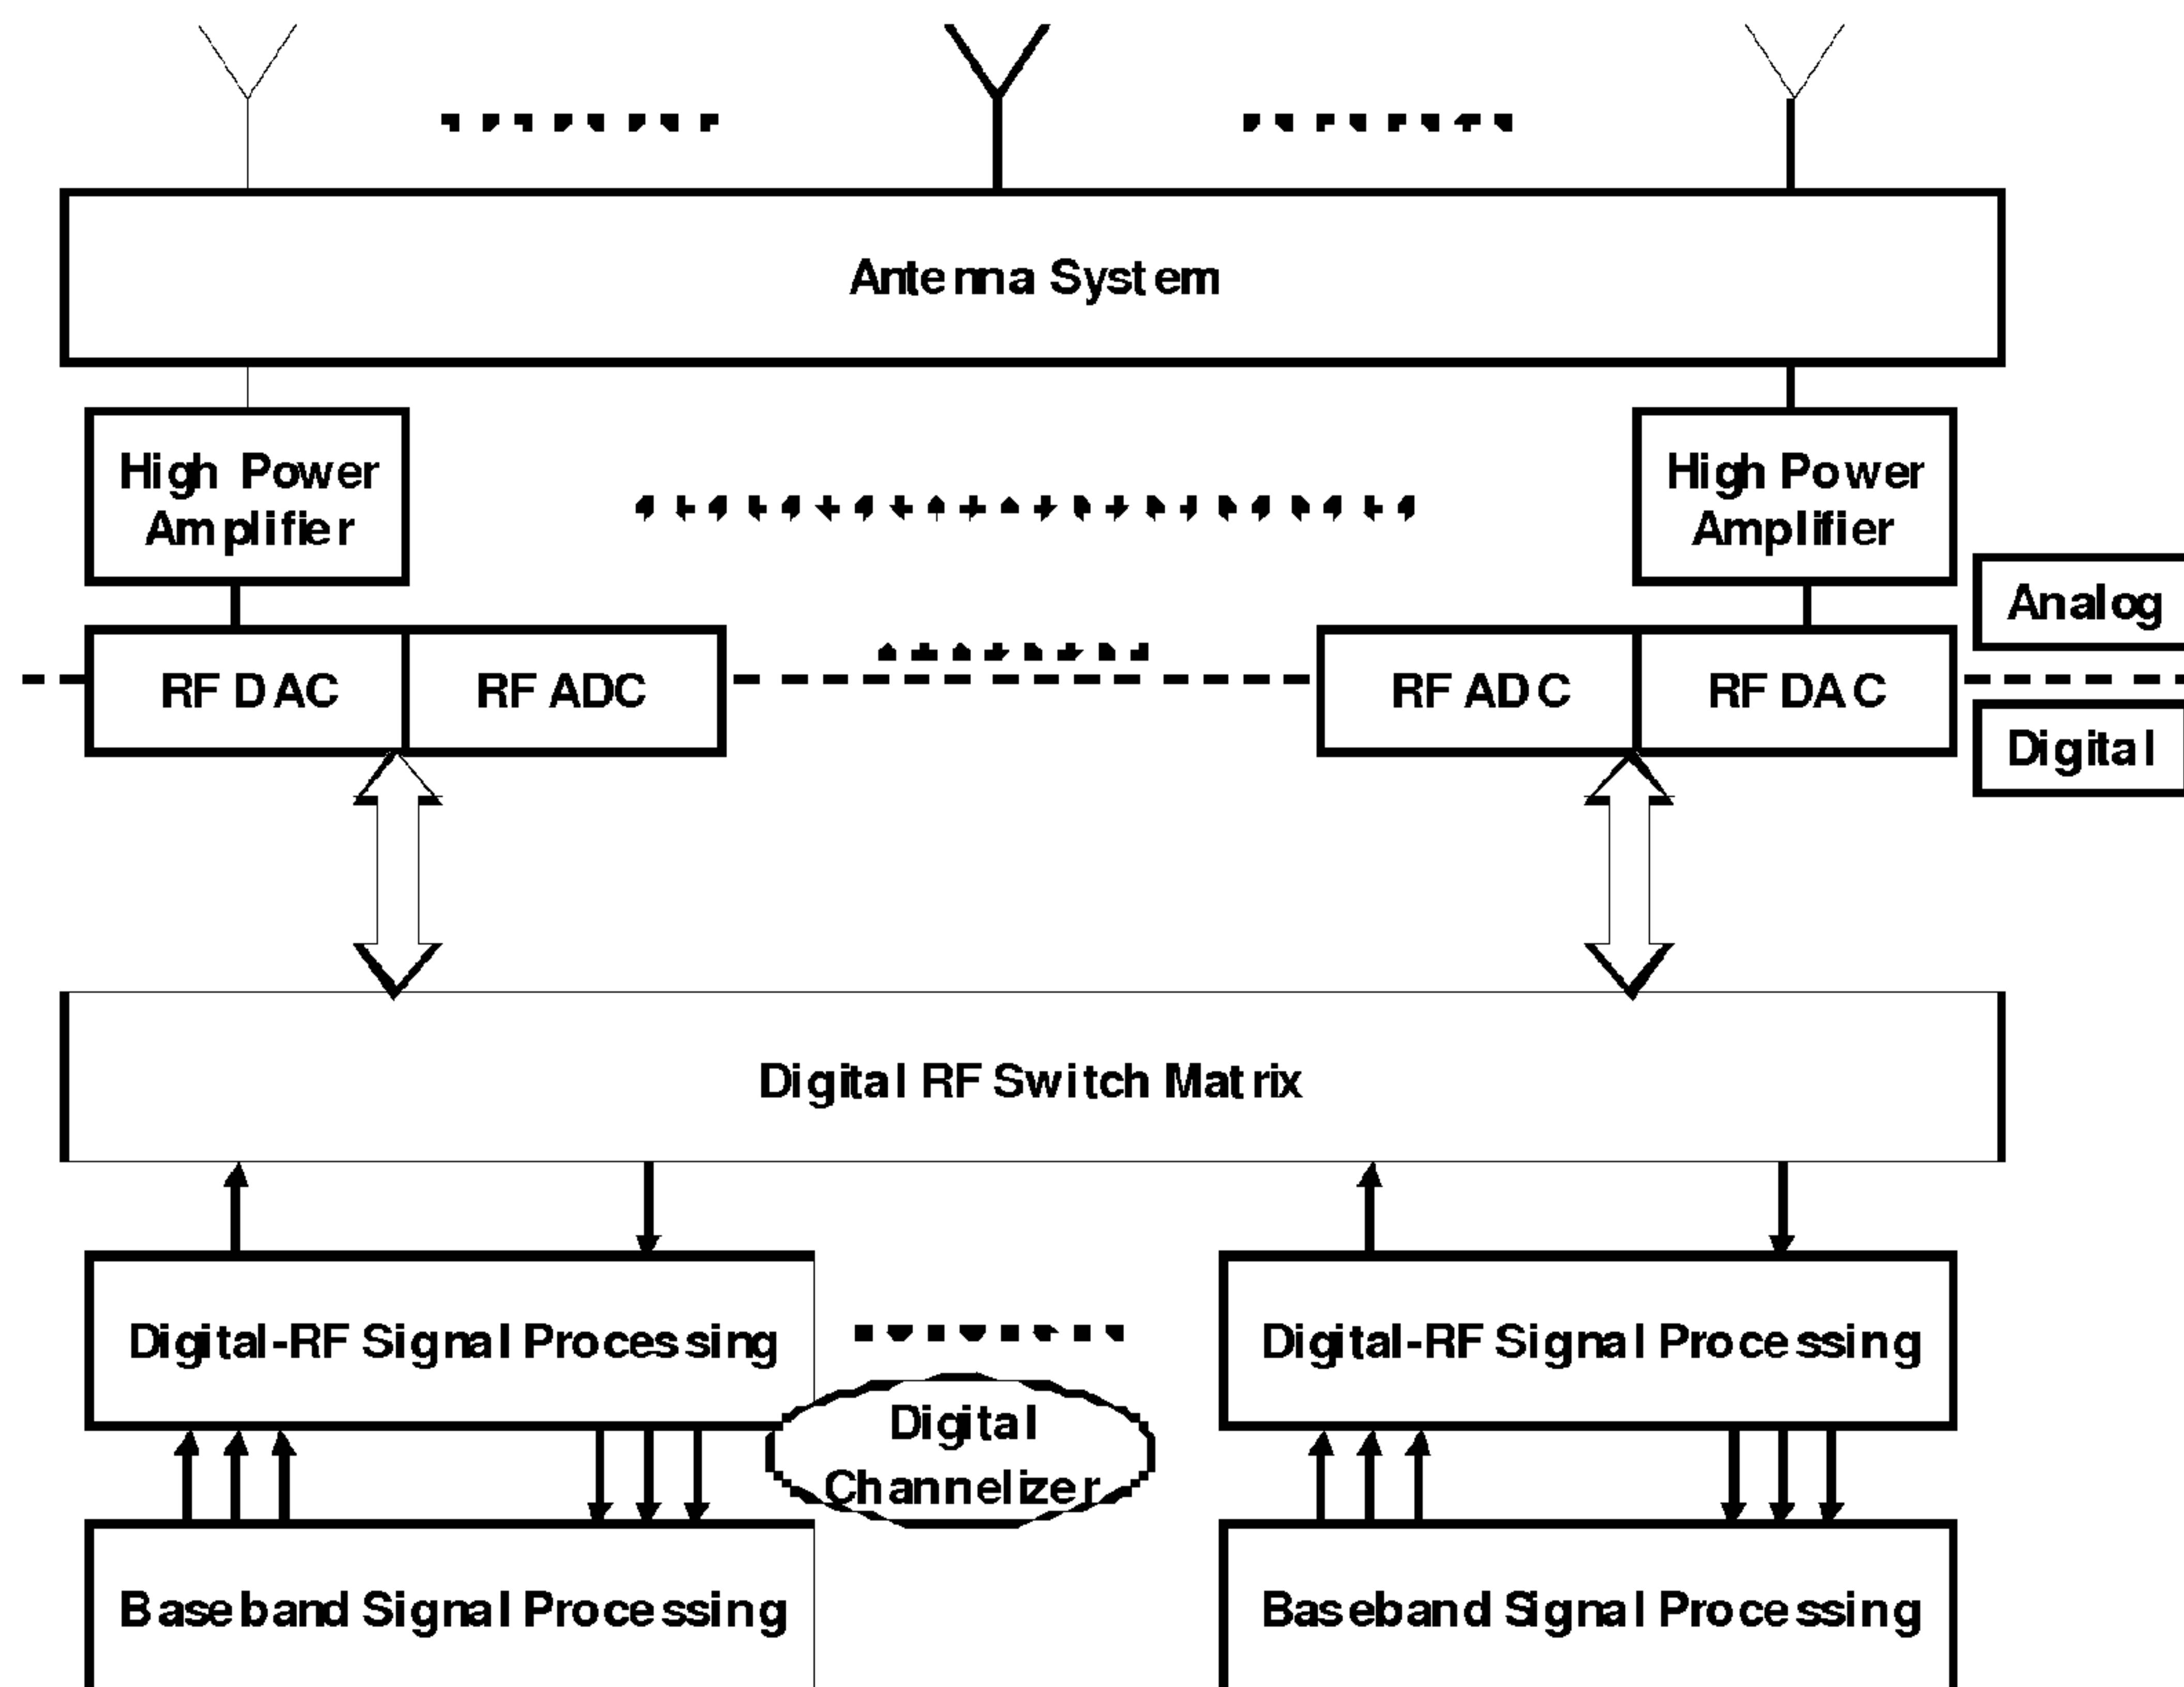 Antenna System
High Power
Amplifier
High Power
Amplifier
Analog
RF DAC
RF ADC
RF ADC
RF DAC
Digital
Digital RF Switch Matrix
Digital-RF Signal Processing
Digital-RF Signal Processing
Digital
Channelizer
Baseband Signal Processing
Baseband Signal Processing